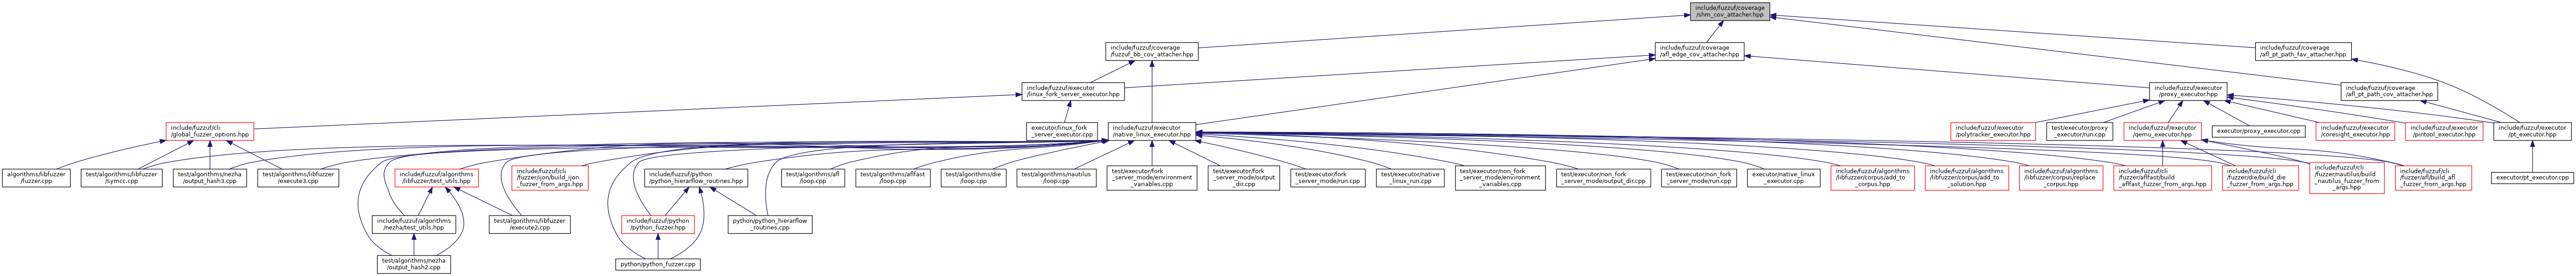 include/fuzzuf/coverage
/shm_cov_attacher.hpp
include/fuzzuf/coverage
/fuzzuf_bb_cov_attacher.hpp
include/fuzzuf/coverage
/afl_edge_cov_attacher.hpp
include/fuzzuf/coverage
/afl_pt_path_fav_attacher.hpp
include/fuzzuf/executor
/linux_fork_server_executor.hpp
include/fuzzuf/executor
/proxy_executor.hpp
include/fuzzuf/coverage
/afl_pt_path_cov_attacher.hpp
include/fuzzuf/cli
/global_fuzzer_options.hpp
executor/linux_fork
_server_executor.cpp
include/fuzzuf/executor
/native_linux_executor.hpp
include/fuzzuf/executor
/polytracker_executor.hpp
test/executor/proxy
_executor/run.cpp
include/fuzzuf/executor
/qemu_executor.hpp
executor/proxy_executor.cpp
include/fuzzuf/executor
/coresight_executor.hpp
include/fuzzuf/executor
/pintool_executor.hpp
include/fuzzuf/executor
/pt_executor.hpp
algorithms/libfuzzer
/fuzzer.cpp
test/algorithms/libfuzzer
/symcc.cpp
test/algorithms/nezha
/output_hash3.cpp
test/algorithms/libfuzzer
/execute3.cpp
include/fuzzuf/algorithms
/libfuzzer/test_utils.hpp
include/fuzzuf/cli
/fuzzer/ijon/build_ijon
_fuzzer_from_args.hpp
include/fuzzuf/python
/python_hierarflow_routines.hpp
test/algorithms/afl
/loop.cpp
test/algorithms/aflfast
/loop.cpp
test/algorithms/die
/loop.cpp
test/algorithms/nautilus
/loop.cpp
test/executor/fork
_server_mode/environment
_variables.cpp
test/executor/fork
_server_mode/output
_dir.cpp
test/executor/fork
_server_mode/run.cpp
test/executor/native
_linux_run.cpp
test/executor/non_fork
_server_mode/environment
_variables.cpp
test/executor/non_fork
_server_mode/output_dir.cpp
test/executor/non_fork
_server_mode/run.cpp
executor/native_linux
_executor.cpp
include/fuzzuf/algorithms
/libfuzzer/corpus/add_to
_corpus.hpp
include/fuzzuf/algorithms
/libfuzzer/corpus/add_to
_solution.hpp
include/fuzzuf/algorithms
/libfuzzer/corpus/replace
_corpus.hpp
include/fuzzuf/cli
/fuzzer/aflfast/build
_aflfast_fuzzer_from_args.hpp
include/fuzzuf/cli
/fuzzer/die/build_die
_fuzzer_from_args.hpp
include/fuzzuf/cli
/fuzzer/nautilus/build
_nautilus_fuzzer_from
_args.hpp
include/fuzzuf/cli
/fuzzer/afl/build_afl
_fuzzer_from_args.hpp
executor/pt_executor.cpp
include/fuzzuf/algorithms
/nezha/test_utils.hpp
test/algorithms/libfuzzer
/execute2.cpp
include/fuzzuf/python
/python_fuzzer.hpp
python/python_hierarflow
_routines.cpp
test/algorithms/nezha
/output_hash2.cpp
python/python_fuzzer.cpp